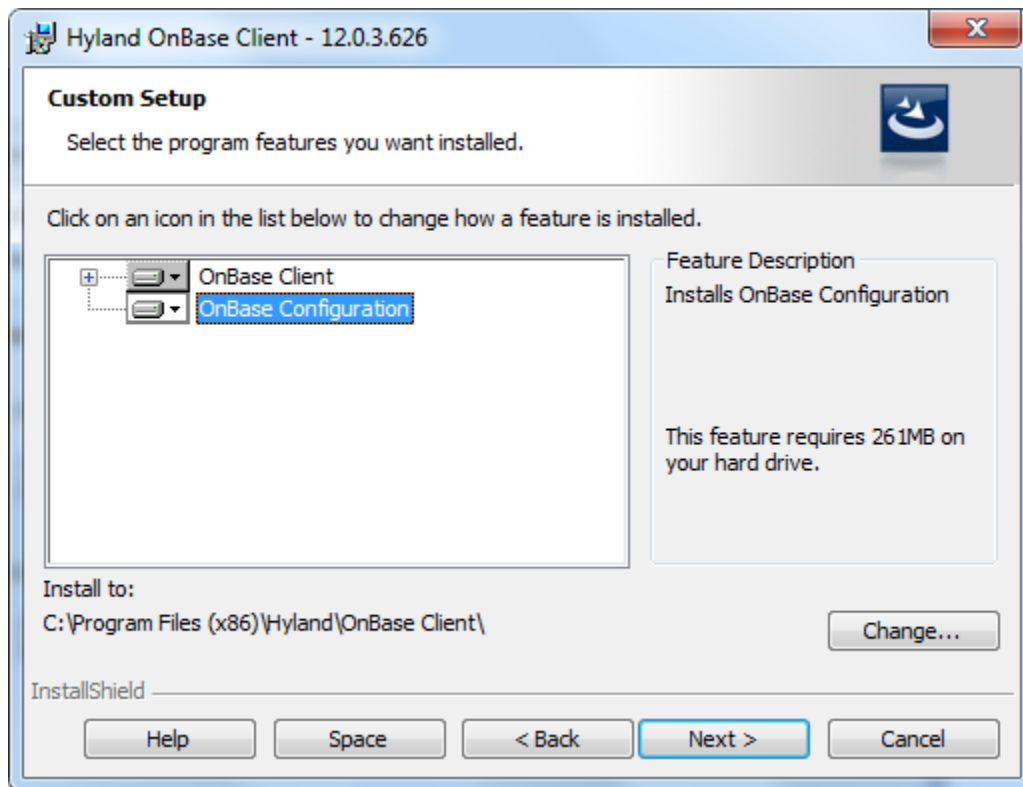 Hyland OnBase Client - 12.0.3.626
Custom Setup
Select the program features you want installed.
Click on an icon in the list below to change how a feature is installed.
OnBase Client
OnBase Configuration
Feature Description
Installs OnBase Configuration
This feature requires 261MB on
your hard drive.
Install to:
C:\Program Files (x86)\Hyland\OnBase Client\
Change...
InstallShield
Help
Space
< Back
Next >
Cancel